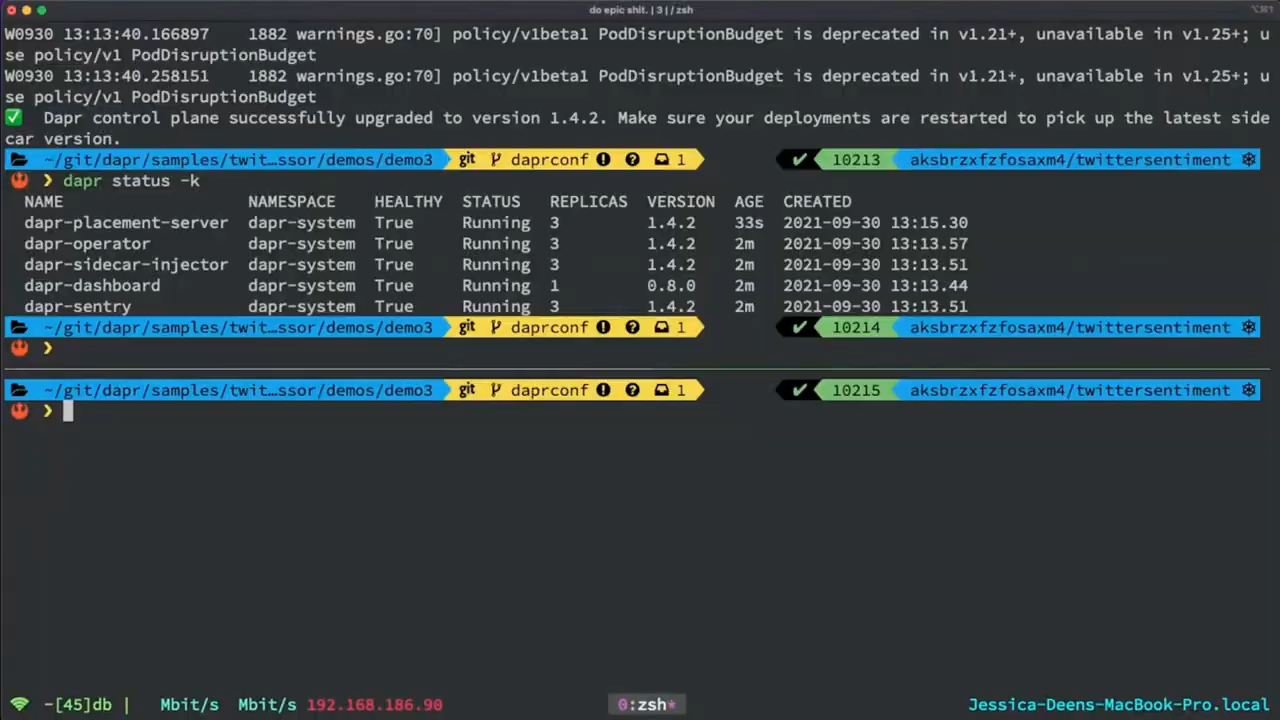 do epic shit. | 3 | / zsh
W0930 13:13:40.166897    1882 warnings.go:70] policy/v1beta1 PodDisruptionBudget is deprecated in v1.21+, unavailable in v1.25+; u
se policy/v1 PodDisruptionBudget
W0930 13:13:40.258151    1882 warnings.go:70] policy/v1beta1 PodDisruptionBudget is deprecated in v1.21+, unavailable in v1.25+; u
se policy/v1 PodDisruptionBudget
✅  Dapr control plane successfully upgraded to version 1.4.2. Make sure your deployments are restarted to pick up the latest side
car version.
~/git/dapr/samples/twit…ssor/demos/demo3 git daprconf 1 ✔ 10213 aksbrzxfzfosaxm4/twittersentiment
❯ dapr status -k
NAME NAMESPACE HEALTHY STATUS REPLICAS VERSION AGE CREATED
dapr-placement-server dapr-system True Running 3 1.4.2 33s 2021-09-30 13:15.30
dapr-operator dapr-system True Running 3 1.4.2 2m 2021-09-30 13:13.57
dapr-sidecar-injector dapr-system True Running 3 1.4.2 2m 2021-09-30 13:13.51
dapr-dashboard dapr-system True Running 1 0.8.0 2m 2021-09-30 13:13.44
dapr-sentry dapr-system True Running 3 1.4.2 2m 2021-09-30 13:13.51
~/git/dapr/samples/twit…ssor/demos/demo3 git daprconf 1 ✔ 10214 aksbrzxfzfosaxm4/twittersentiment
❯
~/git/dapr/samples/twit…ssor/demos/demo3 git daprconf 1 ✔ 10215 aksbrzxfzfosaxm4/twittersentiment
❯
-[45]db | Mbit/s Mbit/s 192.168.186.90 0:zsh* Jessica-Deens-MacBook-Pro.local